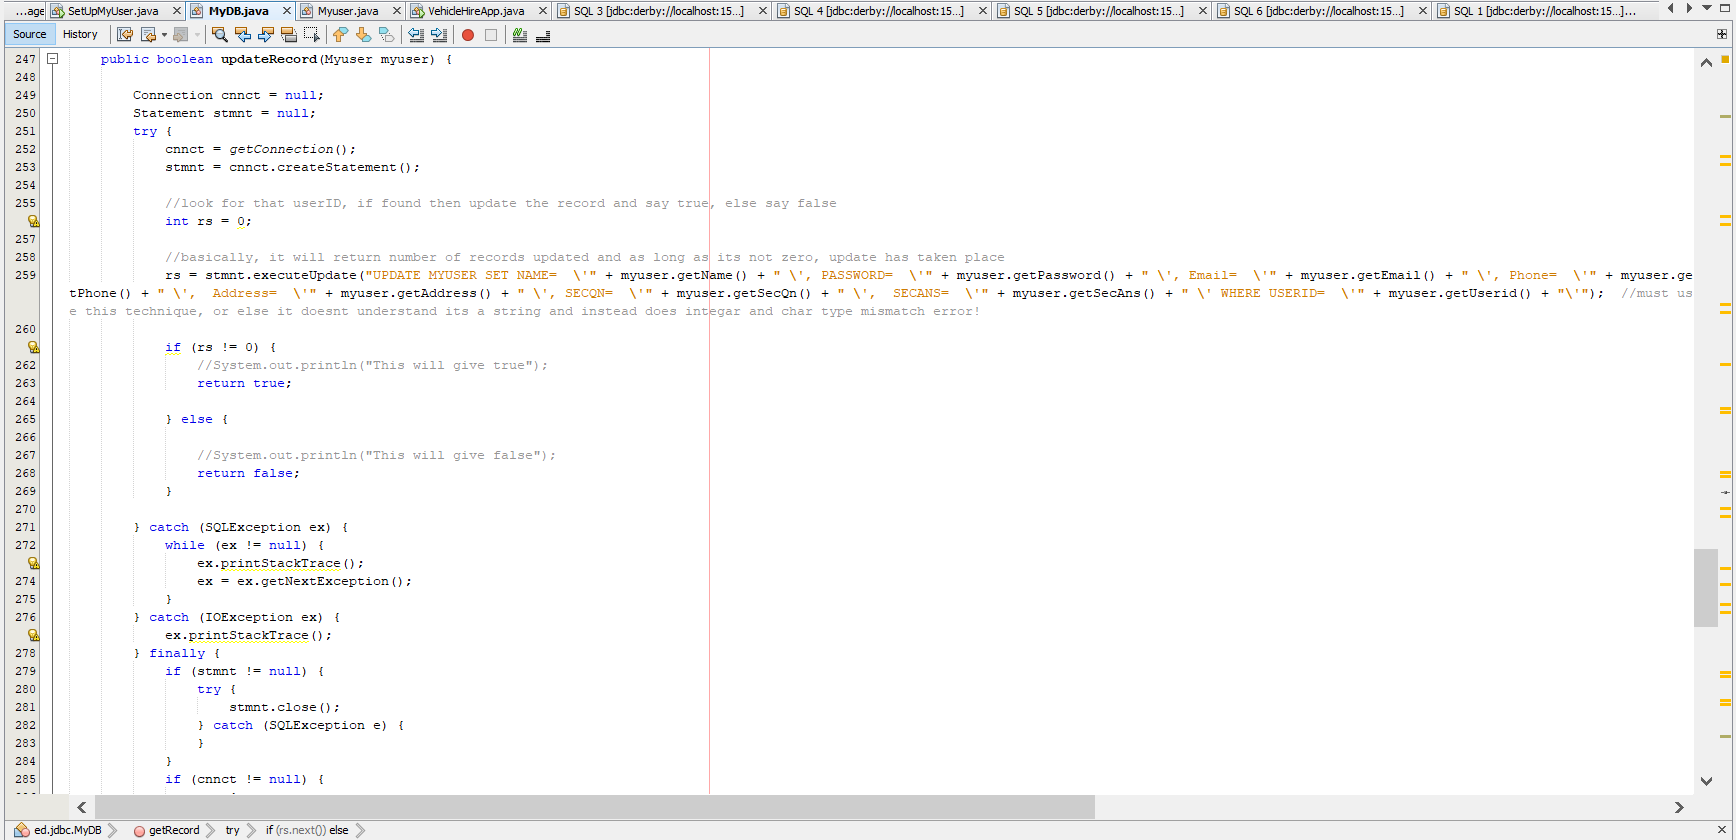 ...age SetUpMyUser.java MyDB.java Myuser.java VehicleHireApp.java SQL 3 [jdbc:derby://localhost:15...] SQL 4 [jdbc:derby://localhost:15...] SQL 5 [jdbc:derby://localhost:15...] SQL 6 [jdbc:derby://localhost:15...] SQL 1 [jdbc:derby://localhost:15...]...
Source History
247 public boolean updateRecord(Myuser myuser) {
248
249 Connection cnnct = null;
250 Statement stmnt = null;
251 try {
252 cnnct = getConnection();
253 stmnt = cnnct.createStatement();
254
255 //look for that userID, if found then update the record and say true, else say false
int rs = 0;
257
258 //basically, it will return number of records updated and as long as its not zero, update has taken place
259 rs = stmnt.executeUpdate("UPDATE MYUSER SET NAME=  \'" + myuser.getName() + " \', PASSWORD=  \'" + myuser.getPassword() + " \', Email=  \'" + myuser.getEmail() + " \', Phone=  \'" + myuser.ge
tPhone() + " \',  Address=  \'" + myuser.getAddress() + " \', SECQN=  \'" + myuser.getSecQn() + " \',  SECANS=  \'" + myuser.getSecAns() + " \' WHERE USERID=  \'" + myuser.getUserid() + "\'");  //must us
e this technique, or else it doesnt understand its a string and instead does integar and char type mismatch error!
260
if (rs != 0) {
262 //System.out.println("This will give true");
263 return true;
264
265 } else {
266
267 //System.out.println("This will give false");
268 return false;
269 }
270
271 } catch (SQLException ex) {
272 while (ex != null) {
ex.printStackTrace();
274 ex = ex.getNextException();
275 }
276 } catch (IOException ex) {
ex.printStackTrace();
278 } finally {
279 if (stmnt != null) {
280 try {
281 stmnt.close();
282 } catch (SQLException e) {
283 }
284 }
285 if (cnnct != null) {
ed.jdbc.MyDB getRecord try if (rs.next()) else